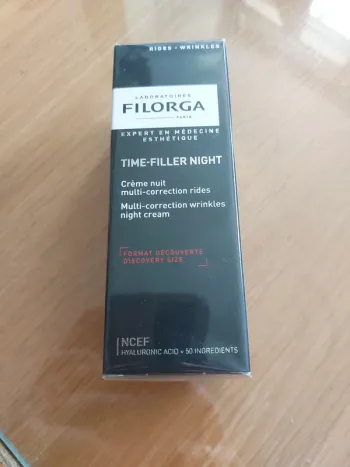 RIDES - WRINKLES
LABORATOIRES
FILORGA
PARIS
EXPERT EN MÉDECINE
ESTHÉTIQUE
TIME-FILLER NIGHT
Crème nuit
multi-correction rides
Multi-correction wrinkles
night cream
FORMAT DÉCOUVERTE
DISCOVERY SIZE
NCEF
HYALURONIC ACID + 50 INGREDIENTS